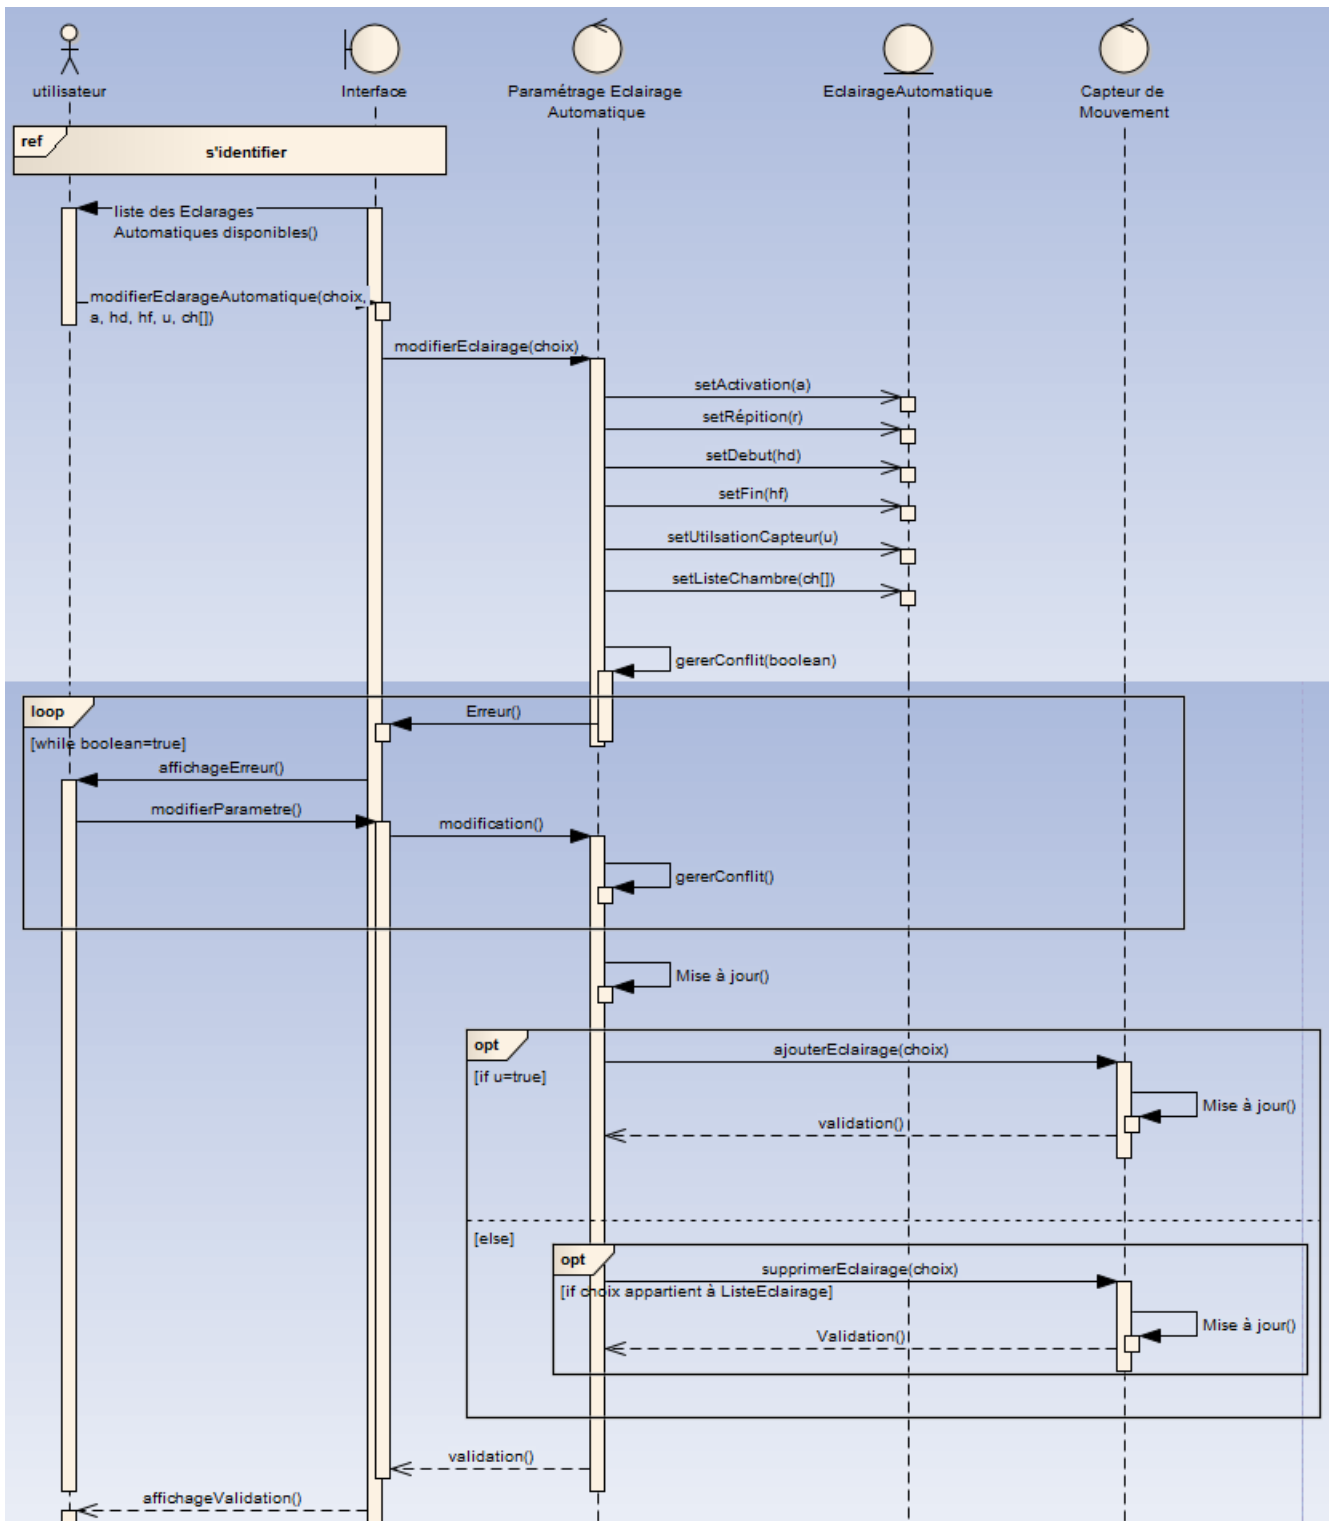 utilisateur
Interface
Paramétrage Eclairage
Automatique
EclairageAutomatique
Capteur de
Mouvement
ref
s'identifier
liste des Eclarages
Automatiques disponibles()
modifierEclarageAutomatique(choix,
a, hd, hf, u, ch[])
modifierEclairage(choix)
setActivation(a)
setRépition(r)
setDebut(hd)
setFin(hf)
setUtilsationCapteur(u)
setListeChambre(ch[])
gererConflit(boolean)
loop
[while boolean=true]
Erreur()
affichageErreur()
modifierParametre()
modification()
gererConflit()
Mise à jour()
opt
[if u=true]
ajouterEclairage(choix)
Mise à jour()
validation()
[else]
opt
[if choix appartient à ListeEclairage]
supprimerEclairage(choix)
Mise à jour()
Validation()
validation()
affichageValidation()